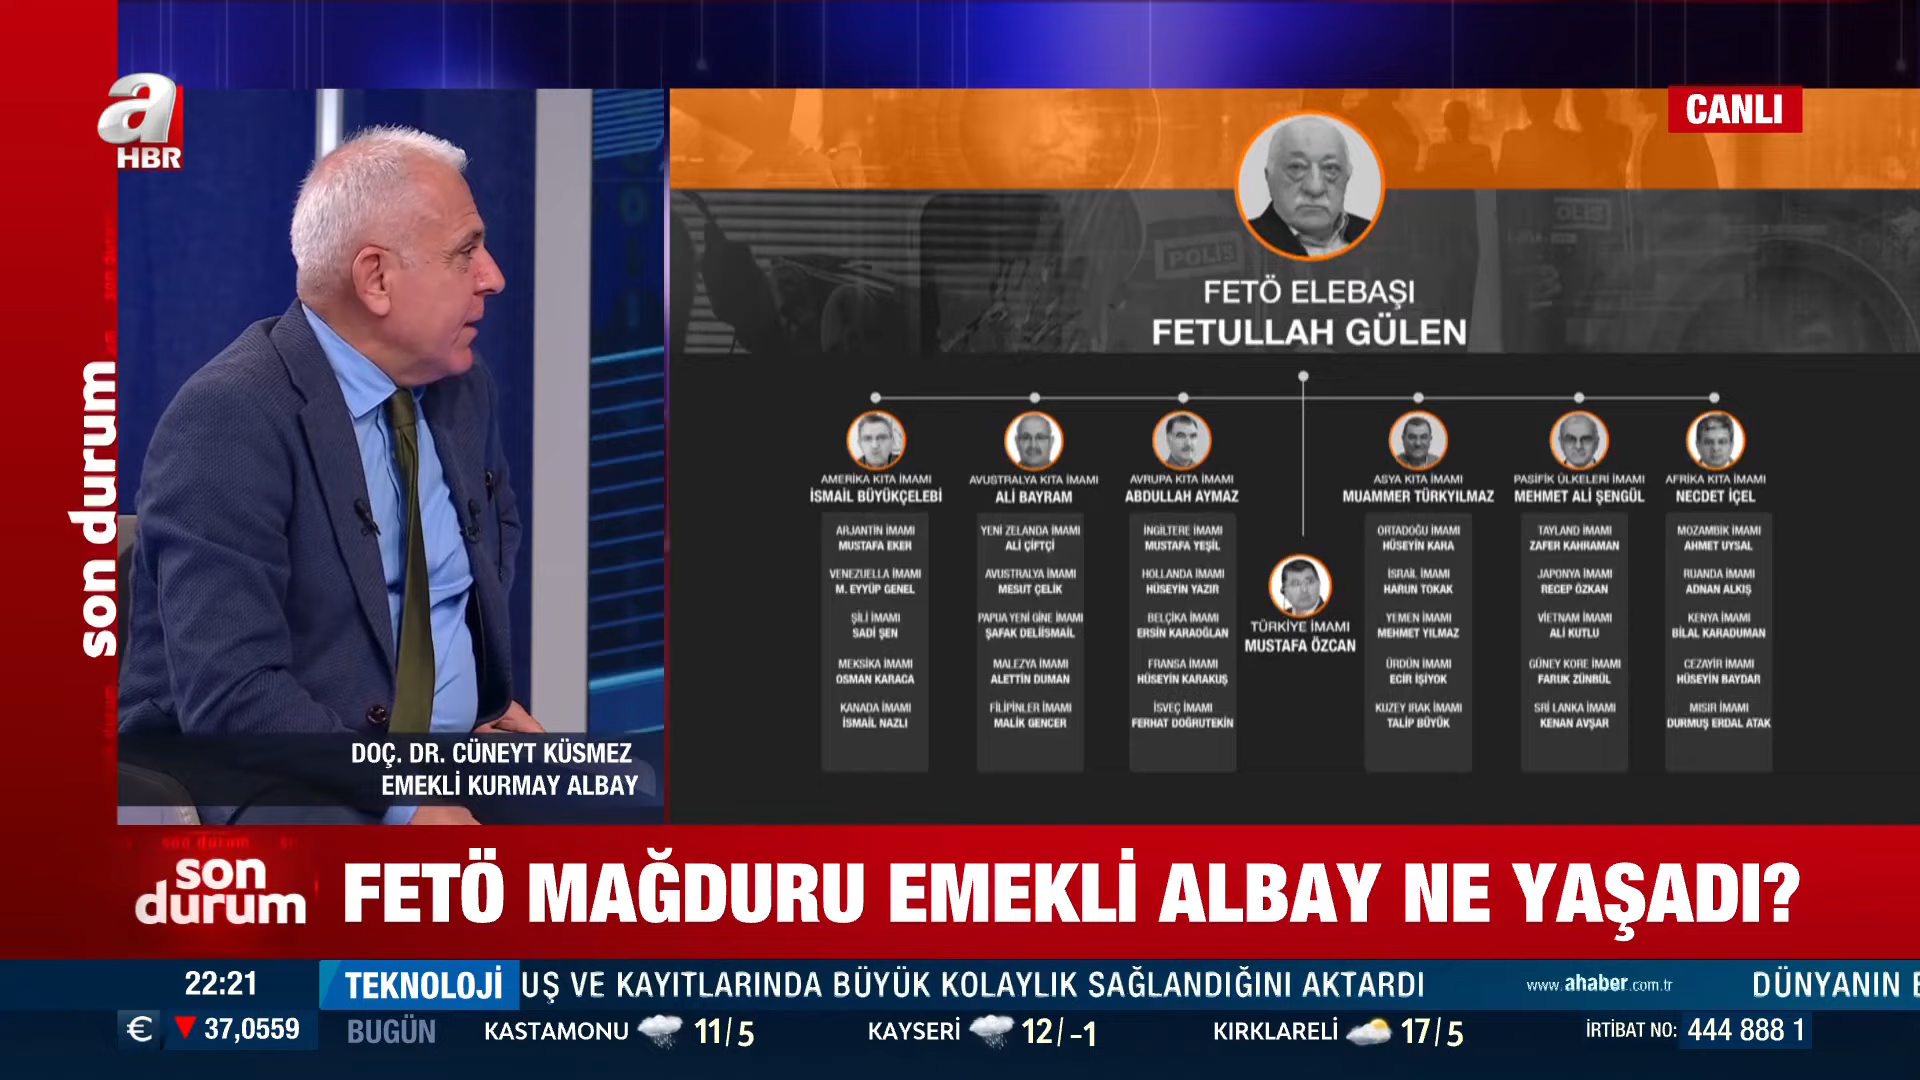 a
HBR
son durum
CANLI
FETÖ ELEBAŞI
FETULLAH GÜLEN
AMERİKA KITA İMAMI
İSMAİL BÜYÜKÇELEBİ
ARJANTİN İMAMI
MUSTAFA EKER
VENEZUELLA İMAMI
M. EYYÜP GENEL
ŞİLİ İMAMI
SADİ ŞEN
MEKSİKA İMAMI
OSMAN KARACA
KANADA İMAMI
İSMAİL NAZLI
AVUSTRALYA KITA İMAMI
ALİ BAYRAM
YENİ ZELANDA İMAMI
ALİ ÇİFTÇİ
AVUSTRALYA İMAMI
MESUT ÇELİK
PAPUA YENİ GİNE İMAMI
ŞAFAK DELİİSMAİL
MALEZYA İMAMI
ALETTİN DUMAN
FİLİPİNLER İMAMI
MALİK GENCER
AVRUPA KITA İMAMI
ABDULLAH AYMAZ
İNGİLTERE İMAMI
MUSTAFA YEŞİL
HOLLANDA İMAMI
HÜSEYİN YAZIR
BELÇİKA İMAMI
ERSİN KARAOĞLAN
FRANSA İMAMI
HÜSEYİN KARAKUŞ
İSVEÇ İMAMI
FERHAT DOĞRUTEKİN
TÜRKİYE İMAMI
MUSTAFA ÖZCAN
ASYA KITA İMAMI
MUAMMER TÜRKYILMAZ
ORTADOĞU İMAMI
HÜSEYİN KARA
İSRAİL İMAMI
HARUN TOKAK
YEMEN İMAMI
MEHMET YILMAZ
ÜRDÜN İMAMI
ECİR İŞİYOK
KUZEY IRAK İMAMI
TALİP BÜYÜK
PASİFİK ÜLKELERİ İMAMI
MEHMET ALİ ŞENGÜL
TAYLAND İMAMI
ZAFER KAHRAMAN
JAPONYA İMAMI
RECEP ÖZKAN
VİETNAM İMAMI
ALİ KUTLU
GÜNEY KORE İMAMI
FARUK ZÜNBÜL
SRİ LANKA İMAMI
KENAN AVŞAR
AFRİKA KITA İMAMI
NECDET İÇEL
MOZAMBİK İMAMI
AHMET UYSAL
RUANDA İMAMI
ADNAN ALKIŞ
KENYA İMAMI
BİLAL KARADUMAN
CEZAYİR İMAMI
HÜSEYİN BAYDAR
MISIR İMAMI
DURMUŞ ERDAL ATAK
DOÇ. DR. CÜNEYT KÜSMEZ
EMEKLİ KURMAY ALBAY
son
durum
FETÖ MAĞDURU EMEKLİ ALBAY NE YAŞADI?
22:21 TEKNOLOJİ UŞ VE KAYITLARINDA BÜYÜK KOLAYLIK SAĞLANDIĞINI AKTARDI www.ahaber.com.tr DÜNYANIN
€ 37,0559 BUGÜN KASTAMONU 11/5 KAYSERİ 12/-1 KIRKLARELİ 17/5 İRTİBAT NO: 444 888 1